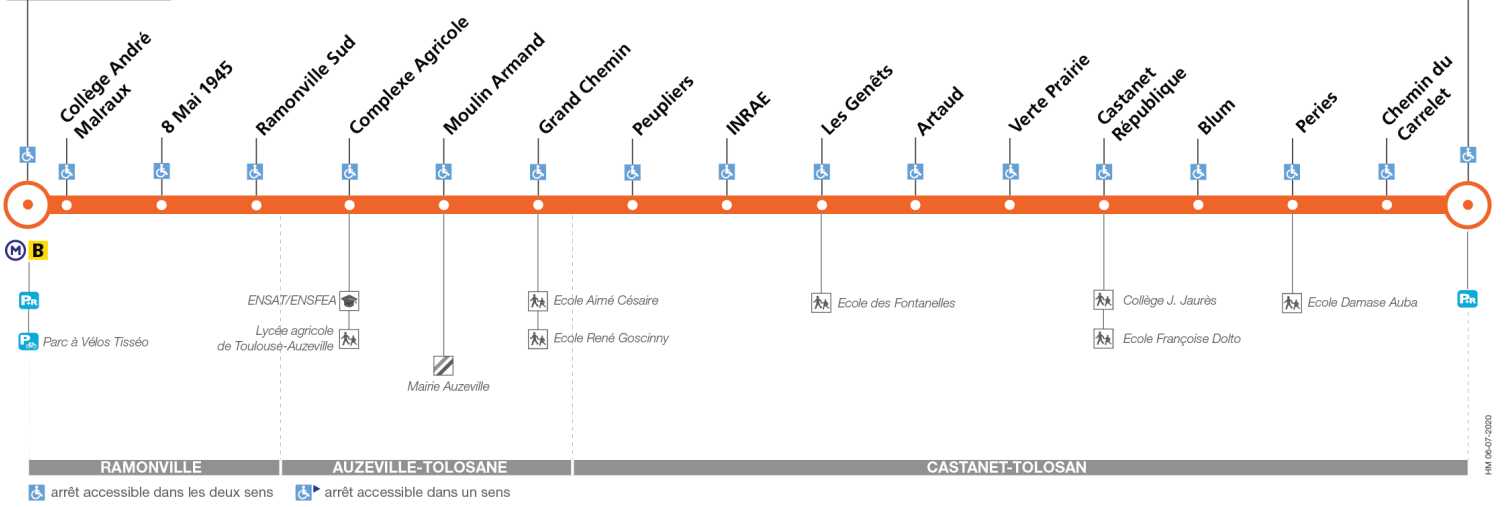 Collège André
Malraux
8 Mai 1945
Ramonville Sud
Complexe Agricole
Moulin Armand
Grand Chemin
Peupliers
INRAE
Les Genêts
Artaud
Verte Prairie
Castanet
République
Blum
Peries
Chemin du
Carrelet
M B
P+R
Parc à Vélos Tisséo
P
ENSAT/ENSFEA
Lycée agricole
de Toulouse-Auzeville
Mairie Auzeville
Ecole Aimé Césaire
Ecole René Goscinny
Ecole des Fontanelles
Collège J. Jaurès
Ecole Françoise Dolto
Ecole Damase Auba
P+R
RAMONVILLE
AUZEVILLE-TOLOSANE
CASTANET-TOLOSAN
arrêt accessible dans les deux sens
arrêt accessible dans un sens
HM 06-07-2020